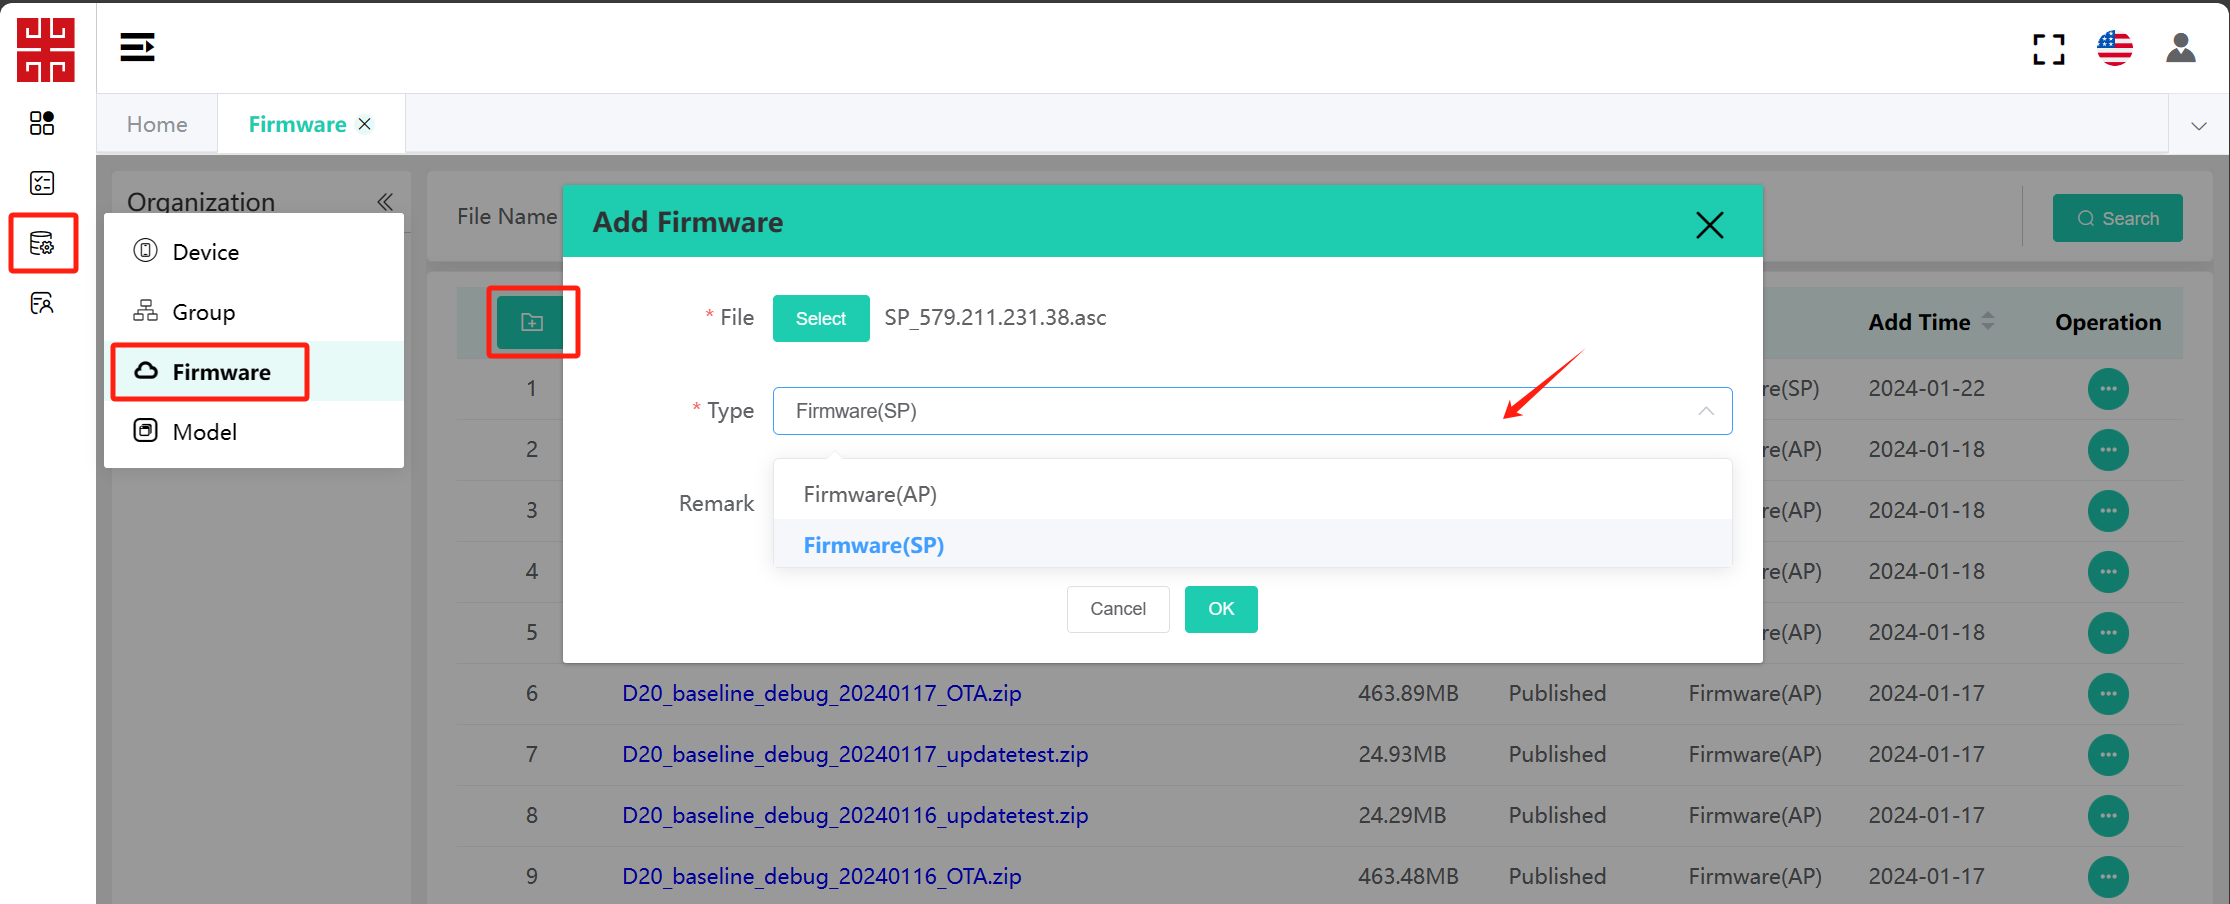 Home
Firmware
Organization
Device
Group
Firmware
Model
File Name
Search
Add Firmware
* File Select SP_579.211.231.38.asc
* Type Firmware(SP)
Firmware(AP)
Firmware(SP)
Remark
Cancel OK
Add Time Operation
1 re(SP) 2024-01-22
2 re(AP) 2024-01-18
3 re(AP) 2024-01-18
4 re(AP) 2024-01-18
5 re(AP) 2024-01-18
6 D20_baseline_debug_20240117_OTA.zip 463.89MB Published Firmware(AP) 2024-01-17
7 D20_baseline_debug_20240117_updatetest.zip 24.93MB Published Firmware(AP) 2024-01-17
8 D20_baseline_debug_20240116_updatetest.zip 24.29MB Published Firmware(AP) 2024-01-17
9 D20_baseline_debug_20240116_OTA.zip 463.48MB Published Firmware(AP) 2024-01-17